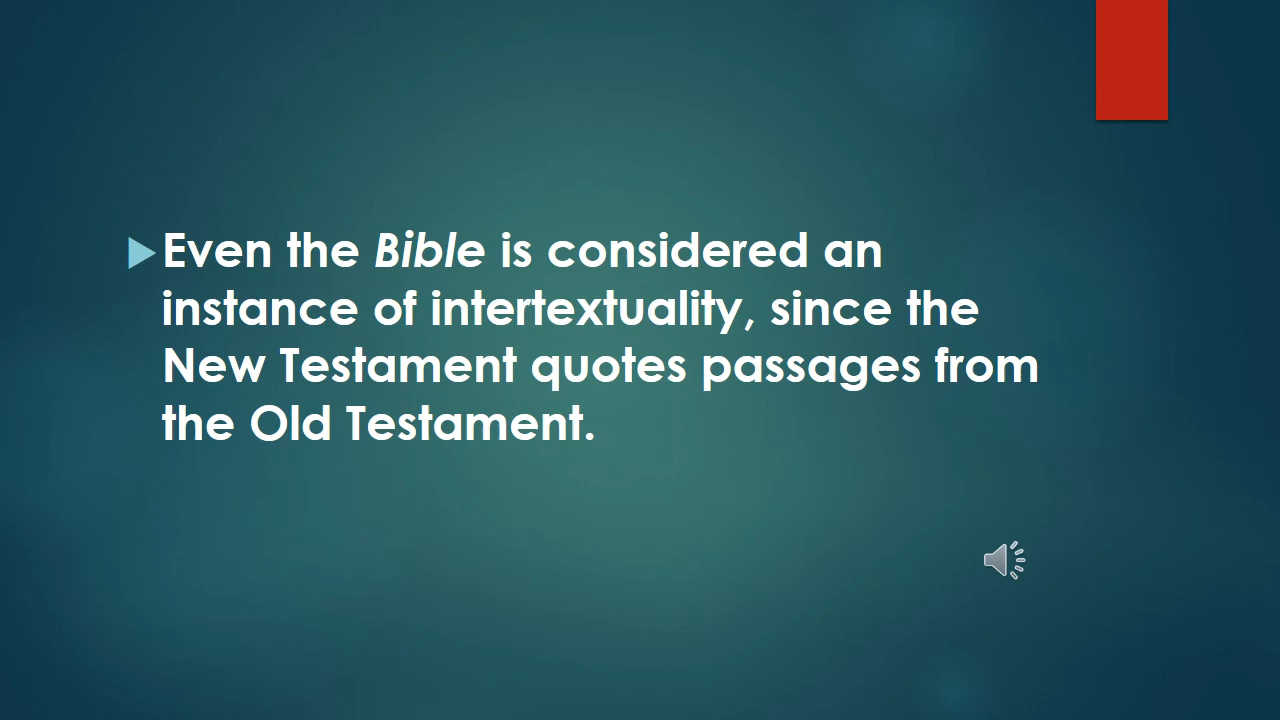 Even the Bible is considered an
instance of intertextuality, since the
New Testament quotes passages from
the Old Testament.